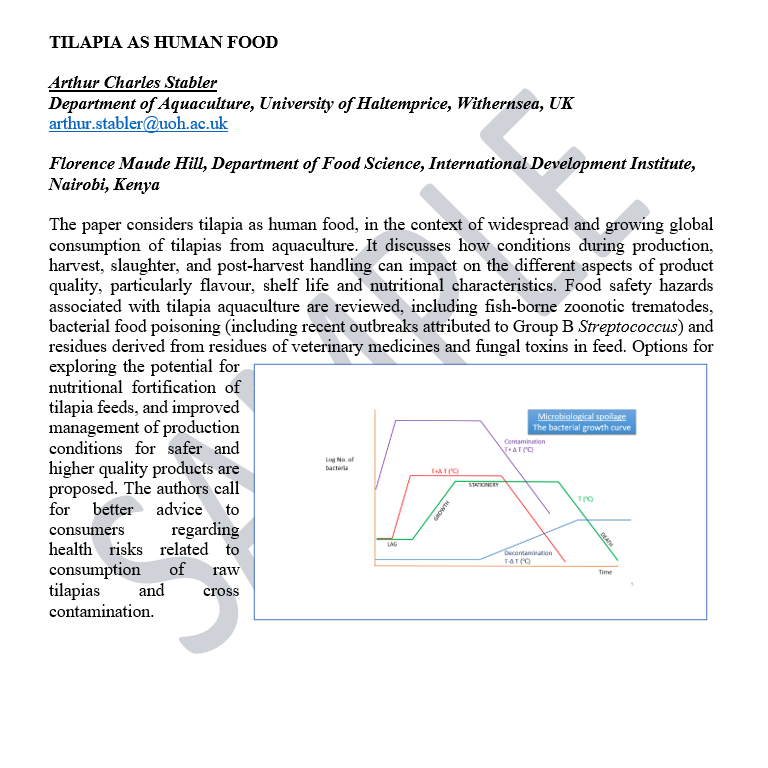 TILAPIA AS HUMAN FOOD
Arthur Charles Stabler
Department of Aquaculture, University of Haltemprice, Withernsea, UK
arthur.stabler@uoh.ac.uk
Florence Maude Hill, Department of Food Science, International Development Institute,
Nairobi, Kenya
The paper considers tilapia as human food, in the context of widespread and growing global
consumption of tilapias from aquaculture. It discusses how conditions during production,
harvest, slaughter, and post-harvest handling can impact on the different aspects of product
quality, particularly flavour, shelf life and nutritional characteristics. Food safety hazards
associated with tilapia aquaculture are reviewed, including fish-borne zoonotic trematodes,
bacterial food poisoning (including recent outbreaks attributed to Group B Streptococcus) and
residues derived from residues of veterinary medicines and fungal toxins in feed. Options for
exploring the potential for
nutritional fortification of
tilapia feeds, and improved
management of production
conditions for safer and
higher quality products are
proposed. The authors call
for better advice to
consumers regarding
health risks related to
consumption of raw
tilapias and cross
contamination.
Microbiological spoilage
The bacterial growth curve
Contamination
T+ Δ T (°C)
Log No. of
bacteria
T+Δ T (°C)
STATIONERY
T (°C)
GROWTH
LAG
DEATH
Decontamination
T-Δ T (°C)
Time
SAMPLE